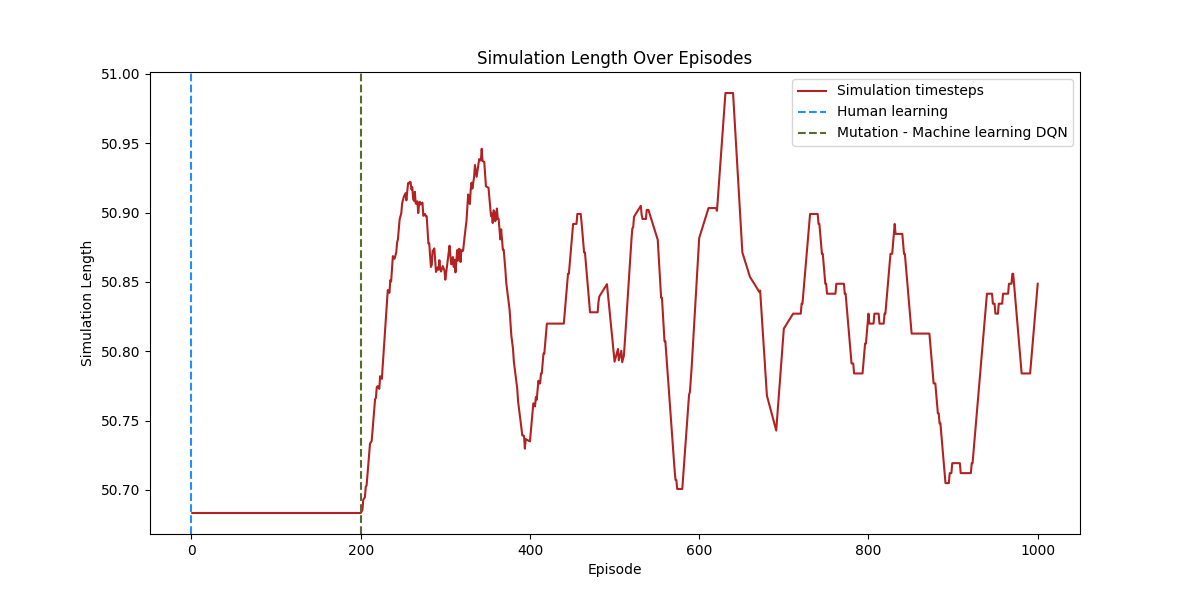 Simulation Length Over Episodes
51.00
50.95
50.90
50.85
50.80
50.75
50.70
Simulation Length
Simulation timesteps
Human learning
Mutation - Machine learning DQN
0 200 400 600 800 1000
Episode